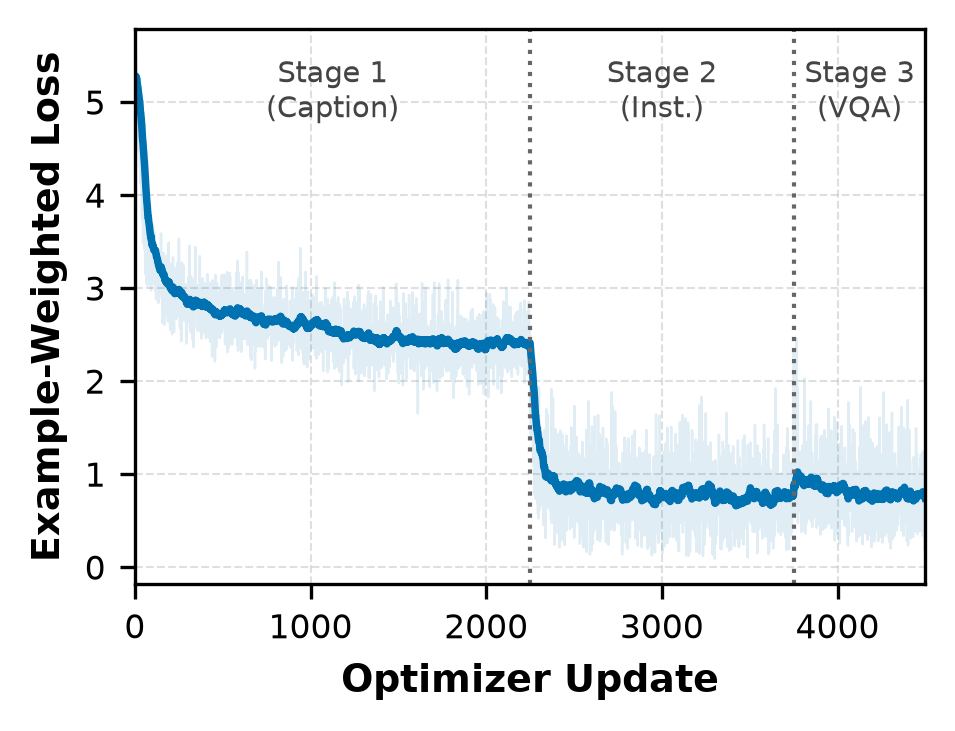 Stage 1
(Caption)
Stage 2
(Inst.)
Stage 3
(VQA)
Example-Weighted Loss
5
4
3
2
1
0
0 1000 2000 3000 4000
Optimizer Update